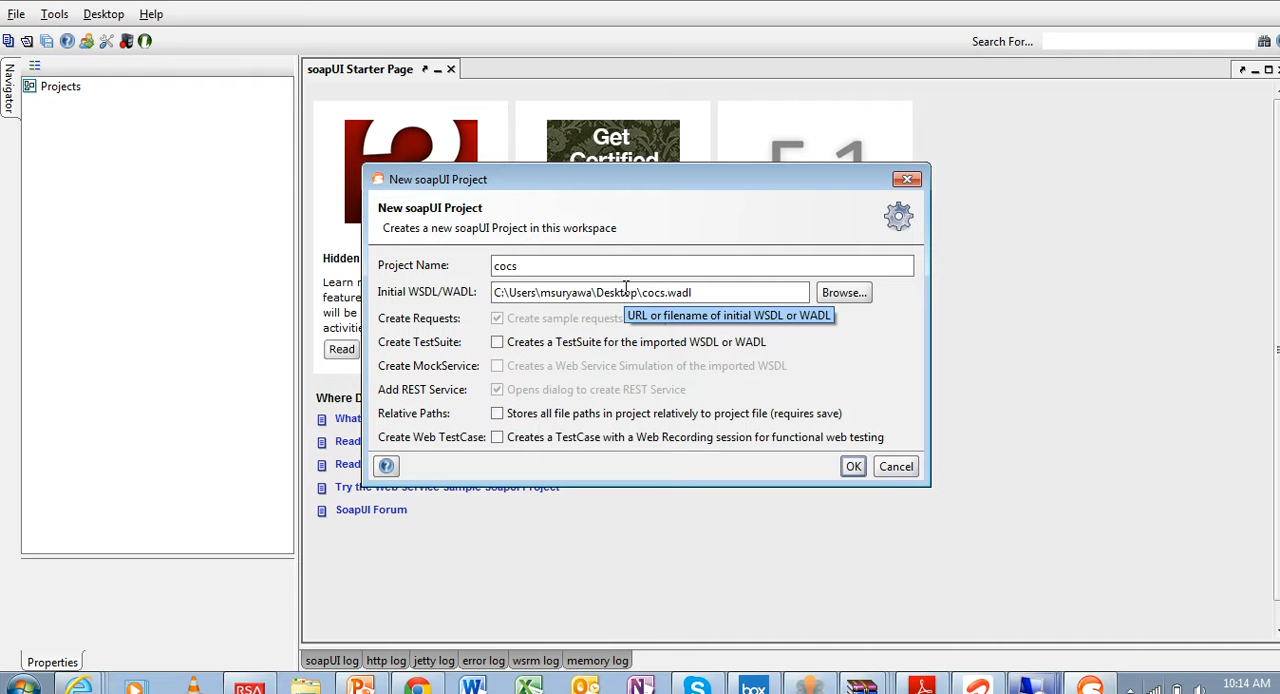 File Tools Desktop Help
Search For...
Navigator
Projects
soapUI Starter Page
Get
Certified
5.1
New soapUI Project
New soapUI Project
Creates a new soapUI Project in this workspace
Project Name: cocs
Initial WSDL/WADL: C:\Users\msuryawa\Desktop\cocs.wadl Browse...
URL or filename of initial WSDL or WADL
Create Requests: Create sample requests
Create TestSuite: Creates a TestSuite for the imported WSDL or WADL
Create MockService: Creates a Web Service Simulation of the imported WSDL
Add REST Service: Opens dialog to create REST Service
Relative Paths: Stores all file paths in project relatively to project file (requires save)
Create Web TestCase: Creates a TestCase with a Web Recording session for functional web testing
OK Cancel
Hidden
Learn
feature
will be
activiti
Read
Where D
What
Read
Read
Try the Web Service Sample SoapUI Project
SoapUI Forum
Properties
soapUI log http log jetty log error log wsrm log memory log
RSA
box
10:14 AM